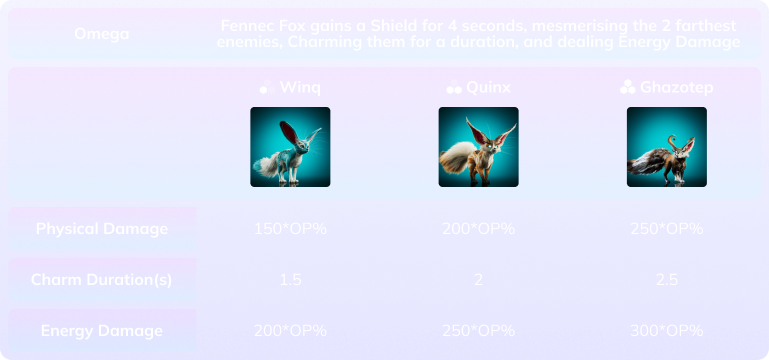 Omega
Fennec Fox gains a Shield for 4 seconds, mesmerising the 2 farthest
enemies, Charming them for a duration, and dealing Energy Damage
Winq Quinx Ghazotep
Physical Damage 150*OP% 200*OP% 250*OP%
Charm Duration(s) 1.5 2 2.5
Energy Damage 200*OP% 250*OP% 300*OP%